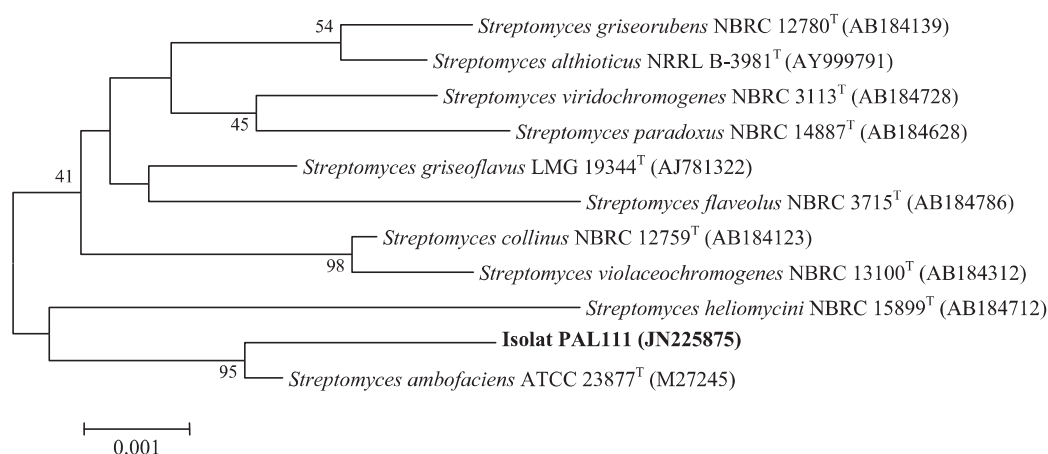 54
Streptomyces griseorubens NBRC 12780T (AB184139)
Streptomyces althioticus NRRL B-3981T (AY999791)
Streptomyces viridochromogenes NBRC 3113T (AB184728)
45
Streptomyces paradoxus NBRC 14887T (AB184628)
Streptomyces griseoflavus LMG 19344T (AJ781322)
41
Streptomyces flaveolus NBRC 3715T (AB184786)
Streptomyces collinus NBRC 12759T (AB184123)
98
Streptomyces violaceochromogenes NBRC 13100T (AB184312)
Streptomyces heliomycini NBRC 15899T (AB184712)
Isolat PAL111 (JN225875)
95
Streptomyces ambofaciens ATCC 23877T (M27245)
0,001